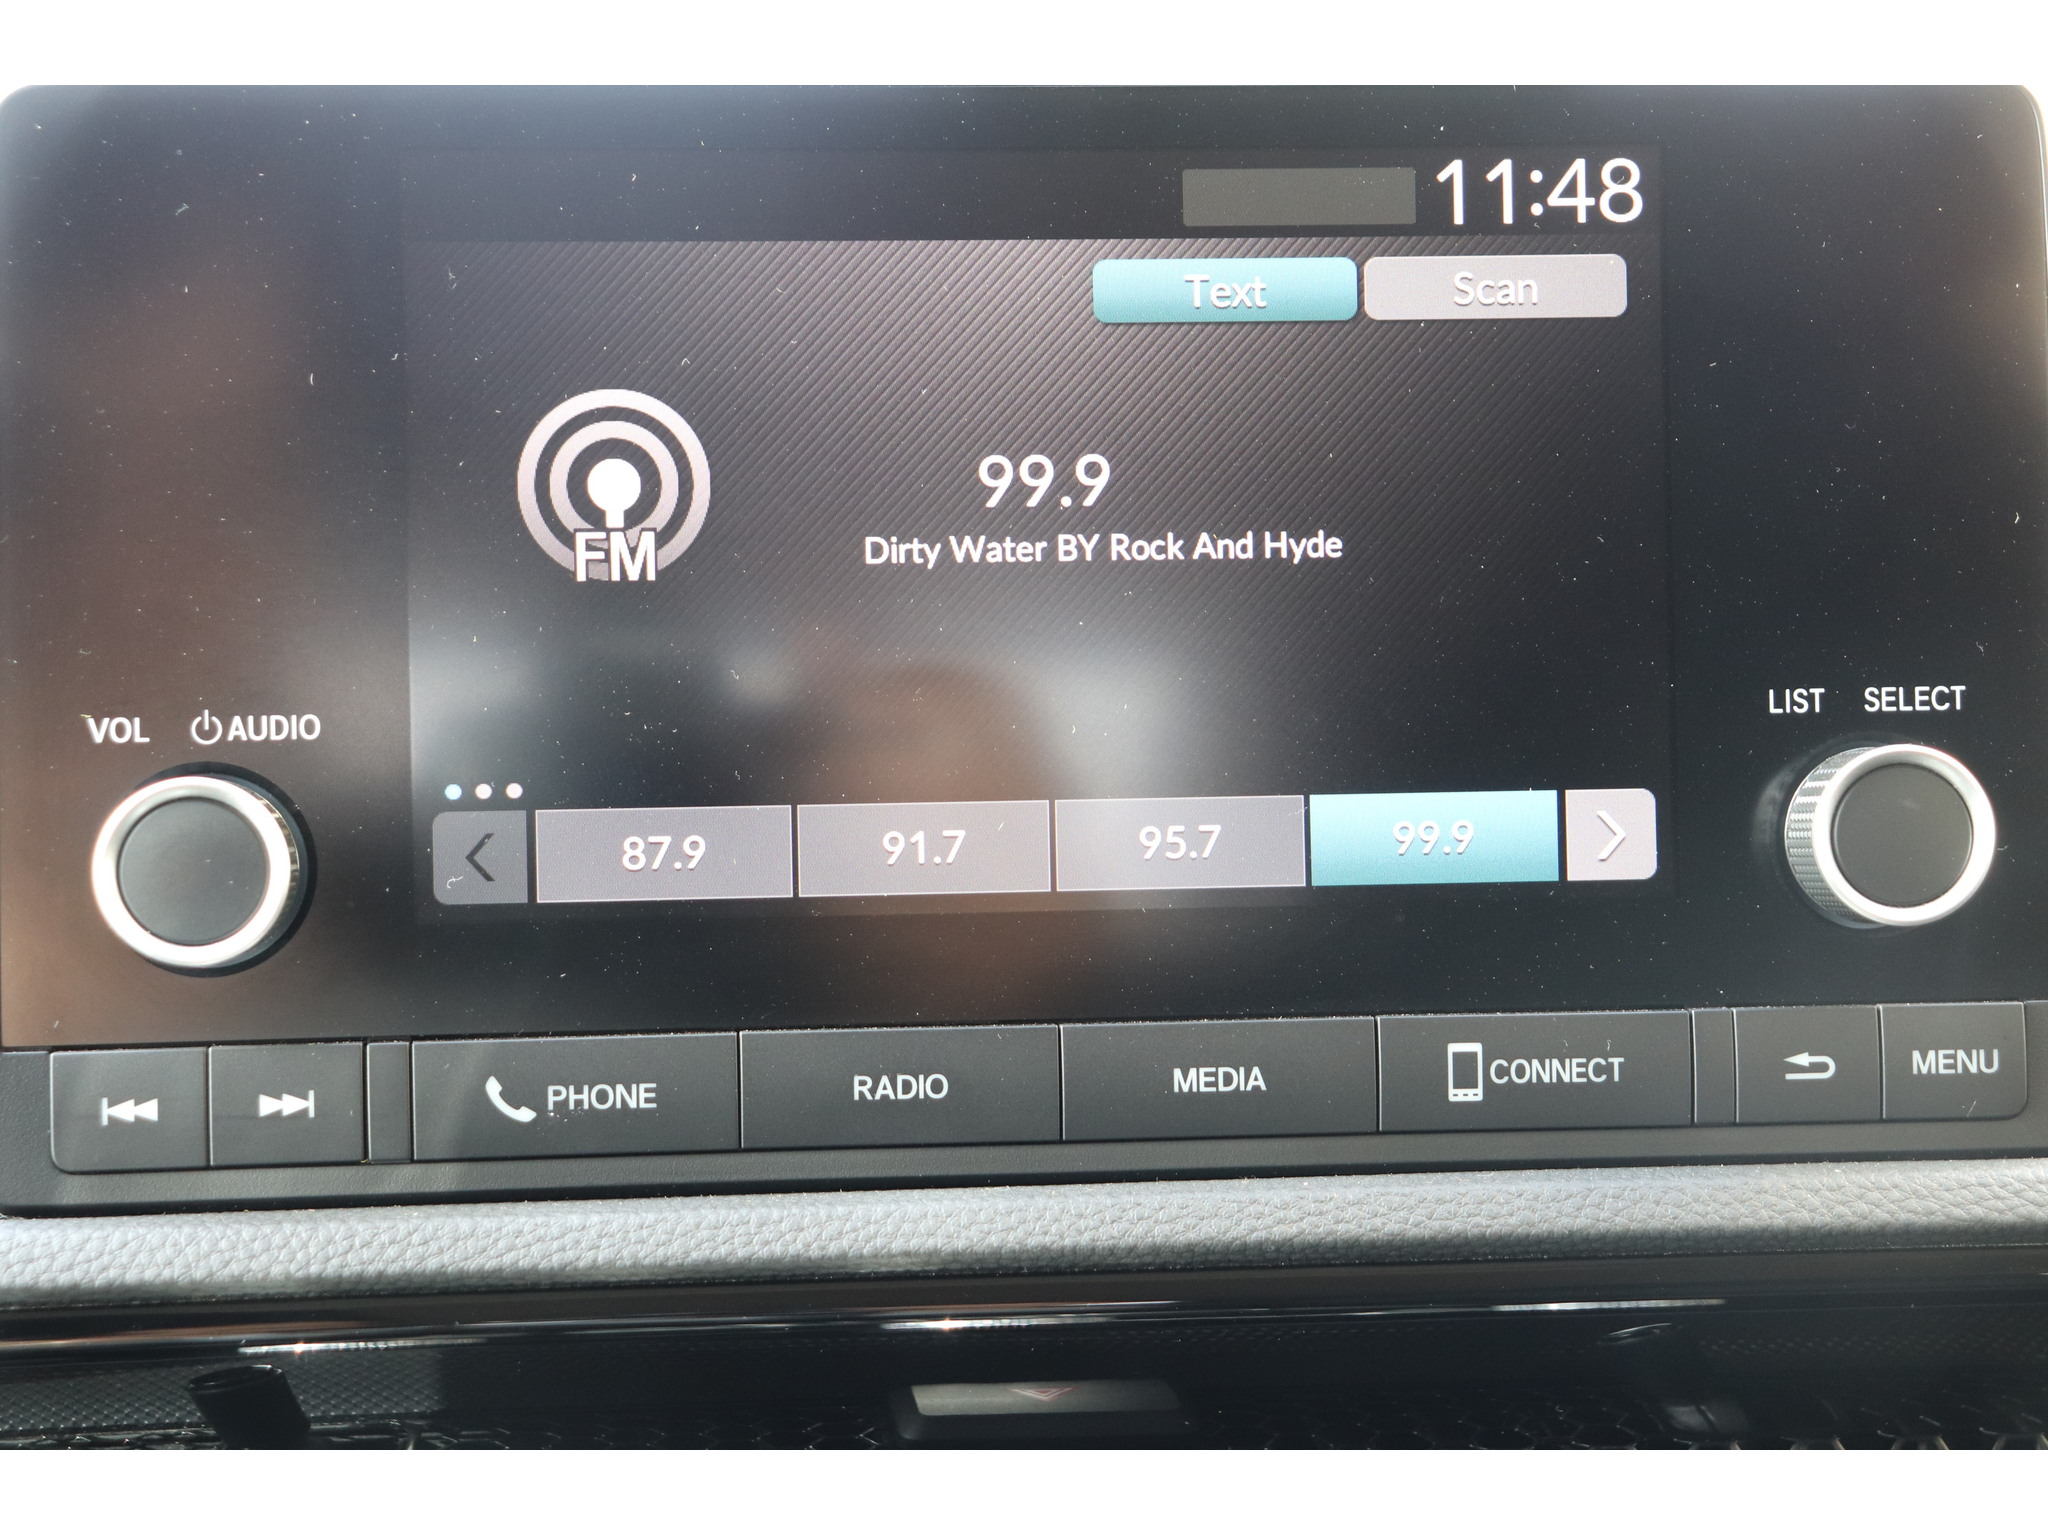 11:48
Text Scan
99.9
FM
Dirty Water BY Rock And Hyde
VOL AUDIO
LIST SELECT
87.9 91.7 95.7 99.9
PHONE RADIO MEDIA CONNECT MENU